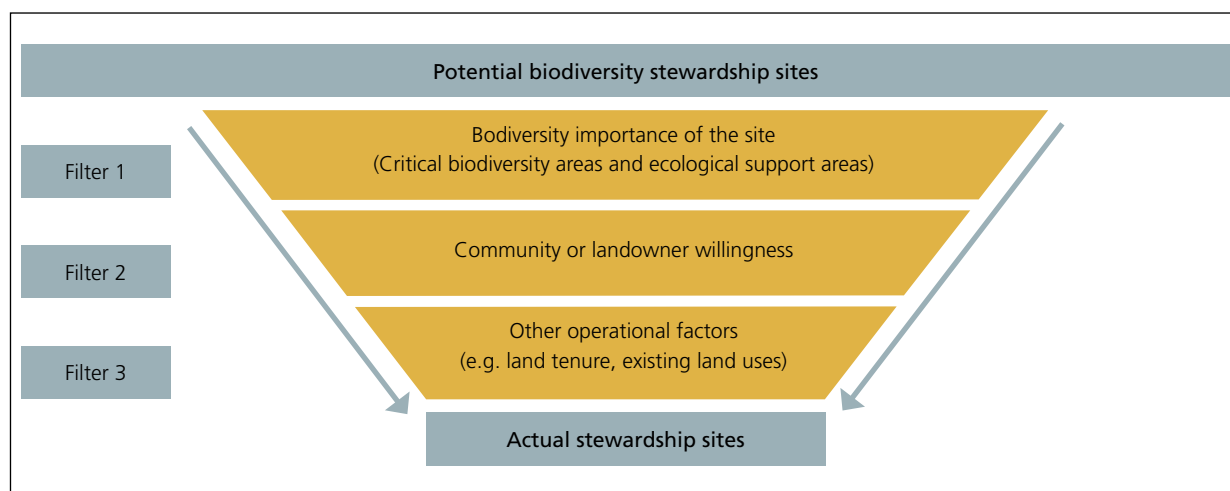 Potential biodiversity stewardship sites
Filter 1
Bodiversity importance of the site
(Critical biodiversity areas and ecological support areas)
Filter 2
Community or landowner willingness
Filter 3
Other operational factors
(e.g. land tenure, existing land uses)
Actual stewardship sites